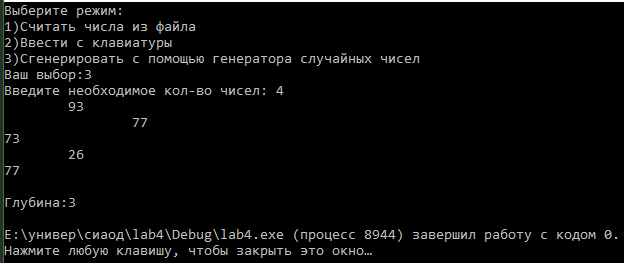 Выберите режим:
1)Считать числа из файла
2)Ввести с клавиатуры
3)Сгенерировать с помощью генератора случайных чисел
Ваш выбор:3
Введите необходимое кол-во чисел: 4
93
77
73
26
77
Глубина:3
E:\универ\сиаод\lab4\Debug\lab4.exe (процесс 8944) завершил работу с кодом 0.
Нажмите любую клавишу, чтобы закрыть это окно…